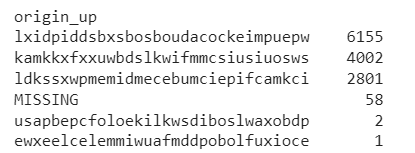 origin_up
lxidpiddsbxsbosboudacockeimpuepw 6155
kamkkxfxxuwbdslkwifmmcsiusiuosws 4002
ldkssxwpmemidmecebumciepifcamkci 2801
MISSING 58
usapbepcfoloekilkwsdiboslwaxobdp 2
ewxeelcelemmiwuafmddpobolfuxioce 1